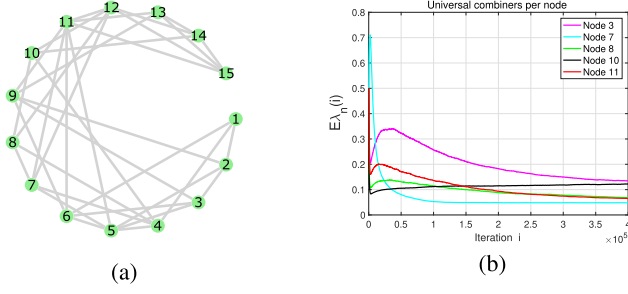 12
13
11
14
10
15
9
1
8
2
7
3
6
4
5
(a)
Universal combiners per node
Eλn(i)
0.8
0.7
0.6
0.5
0.4
0.3
0.2
0.1
0
Node 3
Node 7
Node 8
Node 10
Node 11
0 0.5 1 1.5 2 2.5 3 3.5 4
Iteration i ×10^5
(b)